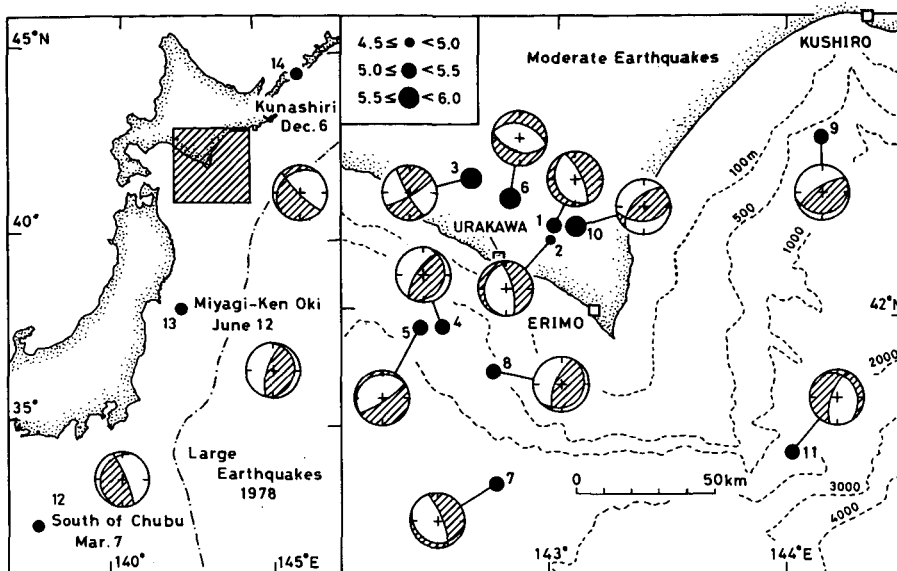 45°N
14
Kunashiri
Dec. 6
40°
13
Miyagi-Ken Oki
June 12
35°
Large
Earthquakes
1978
12
South of Chubu
Mar. 7
140°
145°E
4.5 ≤ ● < 5.0
5.0 ≤ ● < 5.5
5.5 ≤ ● < 6.0
Moderate Earthquakes
KUSHIRO
3
6
1
10
2
9
URAKAWA
ERIMO
100m
500
1000
42°N
5
4
8
2000
11
7
0
50km
3000
4000
143°
144°E